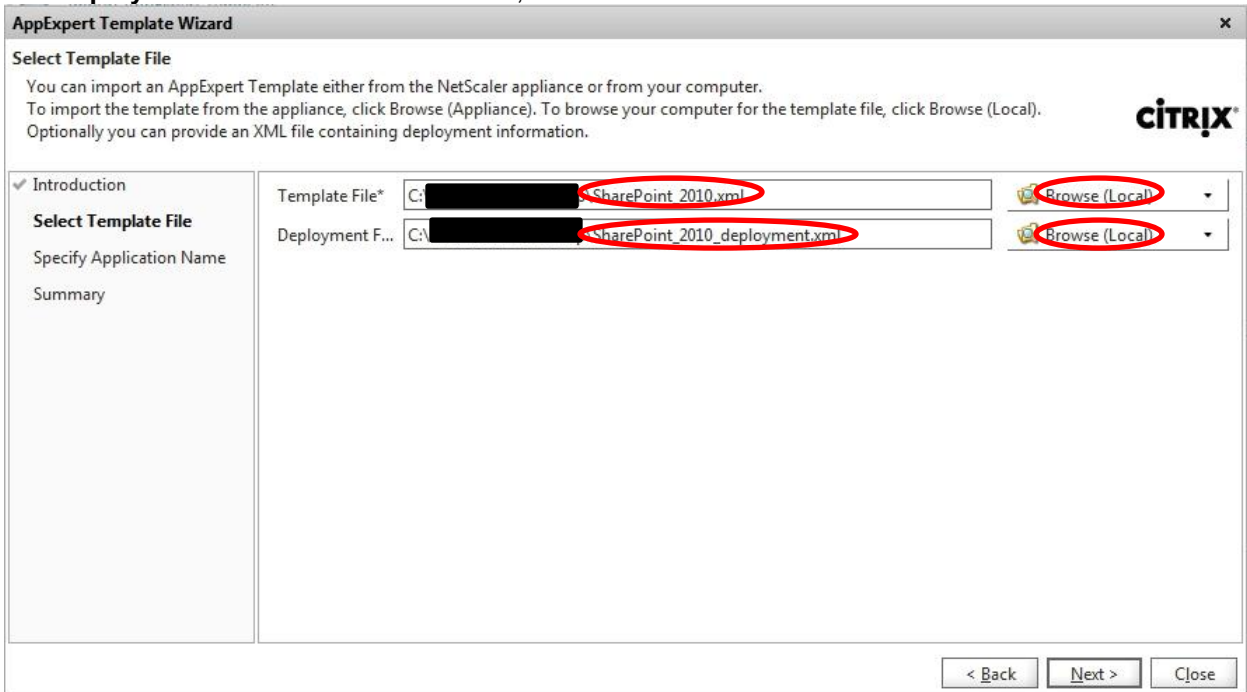 AppExpert Template Wizard x
Select Template File
You can import an AppExpert Template either from the NetScaler appliance or from your computer.
To import the template from the appliance, click Browse (Appliance). To browse your computer for the template file, click Browse (Local).
Optionally you can provide an XML file containing deployment information.
CİTRIX
Introduction
Select Template File
Specify Application Name
Summary
Template File* C: \SharePoint_2010.xml Browse (Local)
Deployment F... C:\ \SharePoint_2010_deployment.xml Browse (Local)
< Back Next > Close